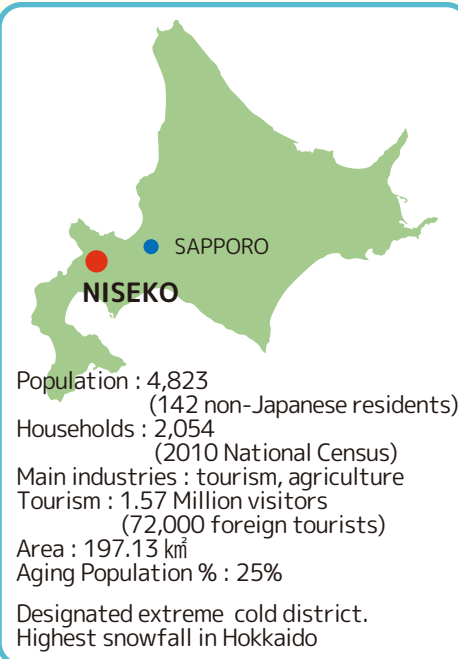 SAPPORO
NISEKO
Population : 4,823
(142 non-Japanese residents)
Households : 2,054
(2010 National Census)
Main industries : tourism, agriculture
Tourism : 1.57 Million visitors
(72,000 foreign tourists)
Area : 197.13 ㎢
Aging Population % : 25%
Designated extreme cold district.
Highest snowfall in Hokkaido